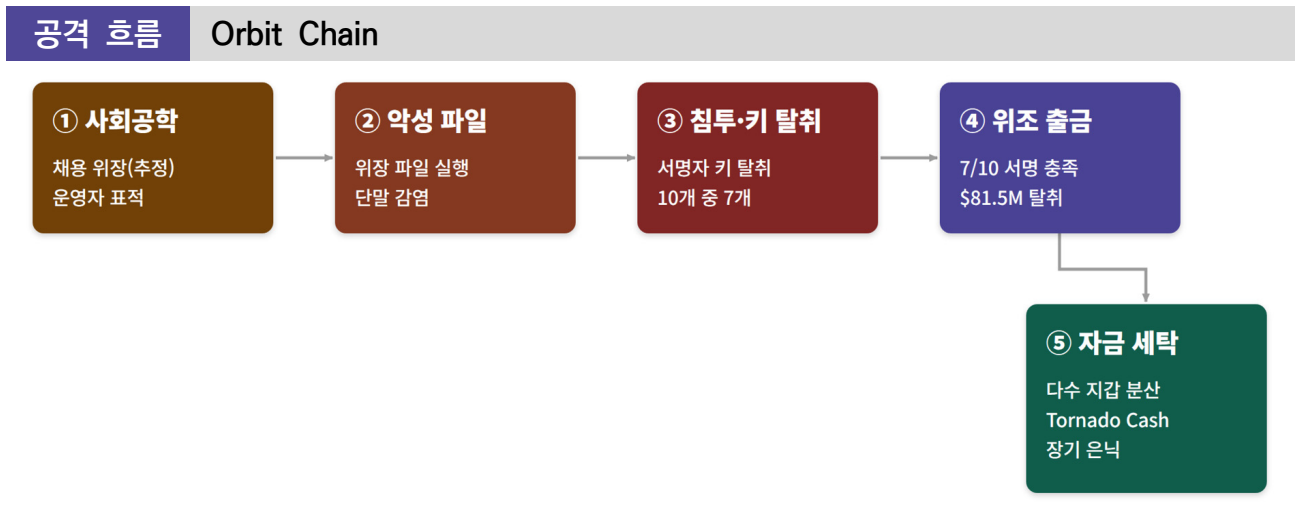 공격 흐름 Orbit Chain
① 사회공학
채용 위장(추정)
운영자 표적
② 악성 파일
위장 파일 실행
단말 감염
③ 침투·키 탈취
서명자 키 탈취
10개 중 7개
④ 위조 출금
7/10 서명 충족
$81.5M 탈취
⑤ 자금 세탁
다수 지갑 분산
Tornado Cash
장기 은닉